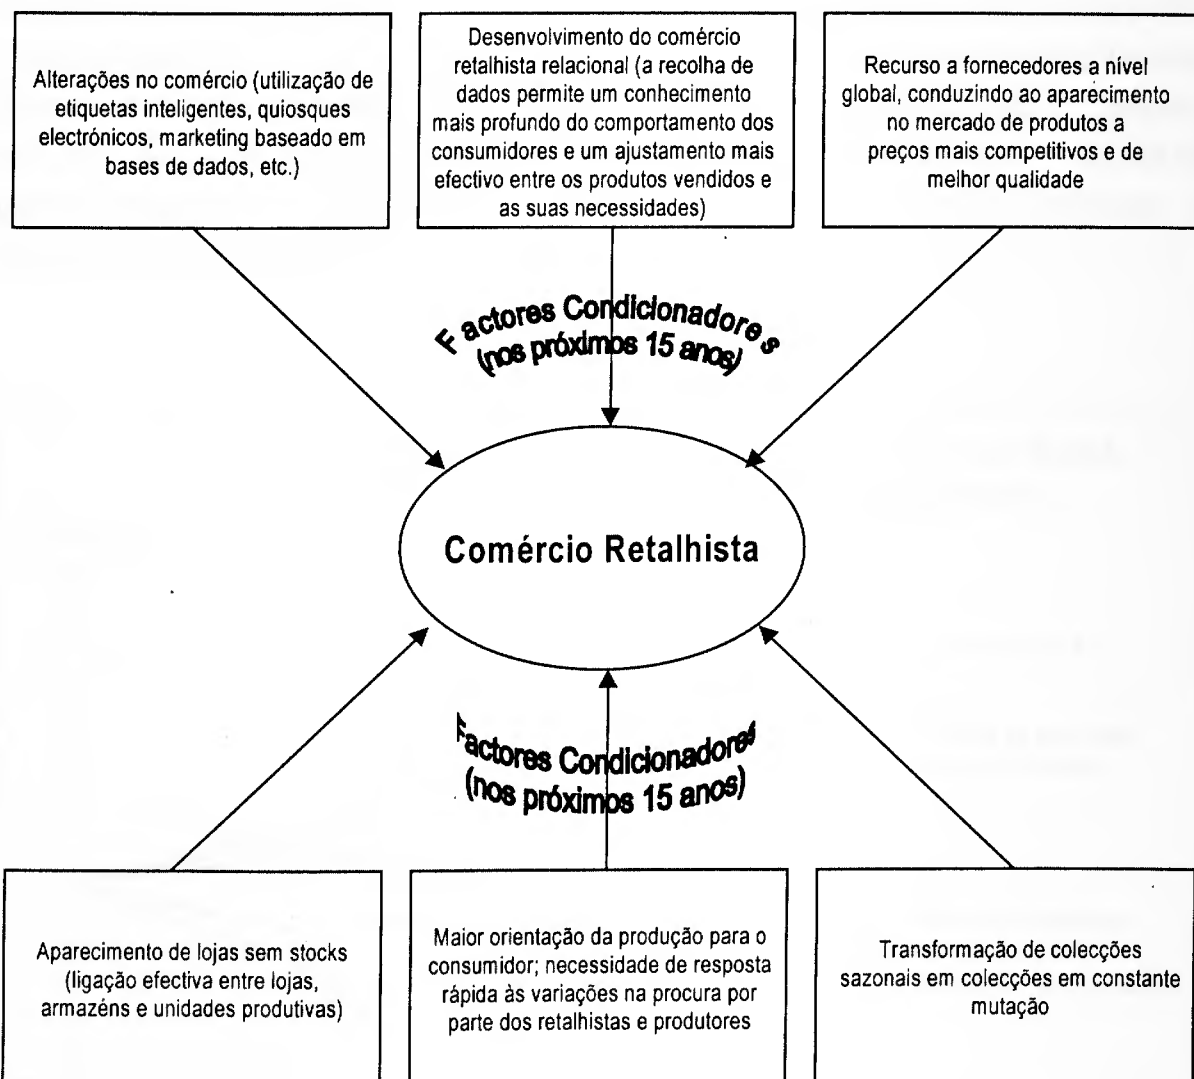 Alterações no comércio (utilização de
etiquetas inteligentes, quiosques
electrónicos, marketing baseado em
bases de dados, etc.)
Desenvolvimento do comércio
retalhista relacional (a recolha de
dados permite um conhecimento
mais profundo do comportamento dos
consumidores e um ajustamento mais
efectivo entre os produtos vendidos e
as suas necessidades)
Recurso a fornecedores a nível
global, conduzindo ao aparecimento
no mercado de produtos a
preços mais competitivos e de
melhor qualidade
Factores Condicionadores
(nos próximos 15 anos)
Comércio Retalhista
Factores Condicionadores
(nos próximos 15 anos)
Aparecimento de lojas sem stocks
(ligação efectiva entre lojas,
armazéns e unidades produtivas)
Maior orientação da produção para o
consumidor; necessidade de resposta
rápida às variações na procura por
parte dos retalhistas e produtores
Transformação de colecções
sazonais em colecções em constante
mutação